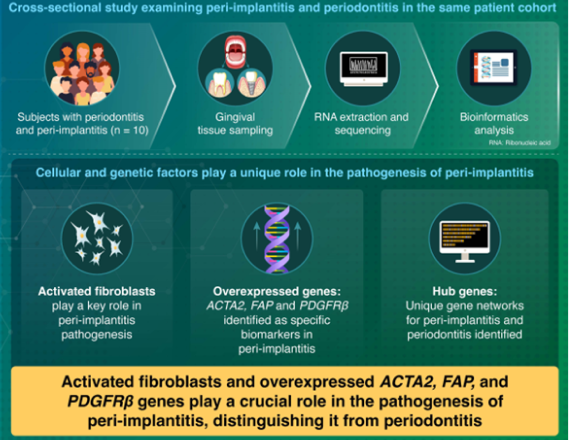 Cross-sectional study examining peri-implantitis and periodontitis in the same patient cohort
Subjects with periodontitis
and peri-implantitis (n = 10)
Gingival
tissue sampling
RNA extraction and
sequencing
Bioinformatics
analysis
RNA: Ribonucleic acid
Cellular and genetic factors play a unique role in the pathogenesis of peri-implantitis
Activated fibroblasts
play a key role in
peri-implantitis
pathogenesis
Overexpressed genes:
ACTA2, FAP and PDGFRβ
identified as specific
biomarkers in
peri-implantitis
Hub genes:
Unique gene networks
for peri-implantitis and
periodontitis identified
Activated fibroblasts and overexpressed ACTA2, FAP, and
PDGFRβ genes play a crucial role in the pathogenesis of
peri-implantitis, distinguishing it from periodontitis